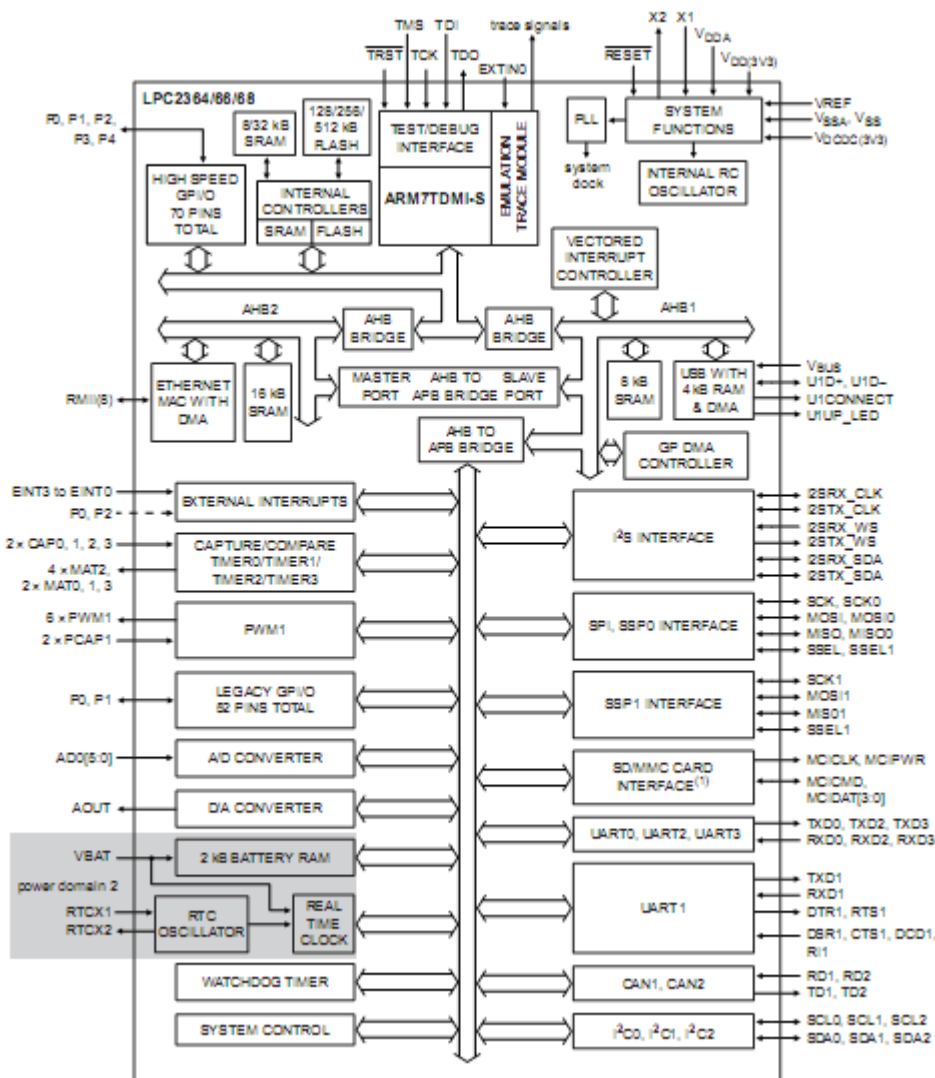 TMS TDI X2 X1
trace signals VDDA
TRST TCK TDO RESET VDD(3V3)
EXTIN0
LPC2364/66/68
P0, P1, P2,
P3, P4
8/32 kB
SRAM
128/256/
512 kB
FLASH
TEST/DEBUG
INTERFACE
EMULATION
TRACE MODULE
PLL
SYSTEM
FUNCTIONS
VREF
VSSA, VSS
VDCDC(3V3)
system
clock
HIGH SPEED
GPI/O
70 PINS
TOTAL
INTERNAL
CONTROLLERS
SRAM FLASH
ARM7TDMI-S
INTERNAL RC
OSCILLATOR
VECTORED
INTERRUPT
CONTROLLER
AHB2
AHB
BRIDGE
AHB
BRIDGE
AHB1
RMII(8)
ETHERNET
MAC WITH
DMA
16 kB
SRAM
MASTER AHB TO SLAVE
PORT APB BRIDGE PORT
8 kB
SRAM
USB WITH
4 kB RAM
& DMA
VBUS
U1D+, U1D−
U1CONNECT
U1UP_LED
AHB TO
APB BRIDGE
GP DMA
CONTROLLER
EINT3 to EINT0
P0, P2
EXTERNAL INTERRUPTS
I2S INTERFACE
I2SRX_CLK
I2STX_CLK
I2SRX_WS
I2STX_WS
I2SRX_SDA
I2STX_SDA
2 × CAP0, 1, 2, 3
4 × MAT2,
2 × MAT0, 1, 3
CAPTURE/COMPARE
TIMER0/TIMER1/
TIMER2/TIMER3
6 × PWM1
2 × PCAP1
PWM1
SPI, SSP0 INTERFACE
SCK, SCK0
MOSI, MOSI0
MISO, MISO0
SSEL, SSEL1
P0, P1
LEGACY GPI/O
52 PINS TOTAL
SSP1 INTERFACE
SCK1
MOSI1
MISO1
SSEL1
AD0[5:0]
A/D CONVERTER
SD/MMC CARD
INTERFACE(1)
MCICLK, MCIPWR
MCICMD,
MCIDAT[3:0]
AOUT
D/A CONVERTER
UART0, UART2, UART3
TXD0, TXD2, TXD3
RXD0, RXD2, RXD3
VBAT
2 kB BATTERY RAM
power domain 2
RTCX1
RTCX2
RTC
OSCILLATOR
REAL
TIME
CLOCK
UART1
TXD1
RXD1
DTR1, RTS1
DSR1, CTS1, DCD1,
RI1
WATCHDOG TIMER
CAN1, CAN2
RD1, RD2
TD1, TD2
SYSTEM CONTROL
I2C0, I2C1, I2C2
SCL0, SCL1, SCL2
SDA0, SDA1, SDA2